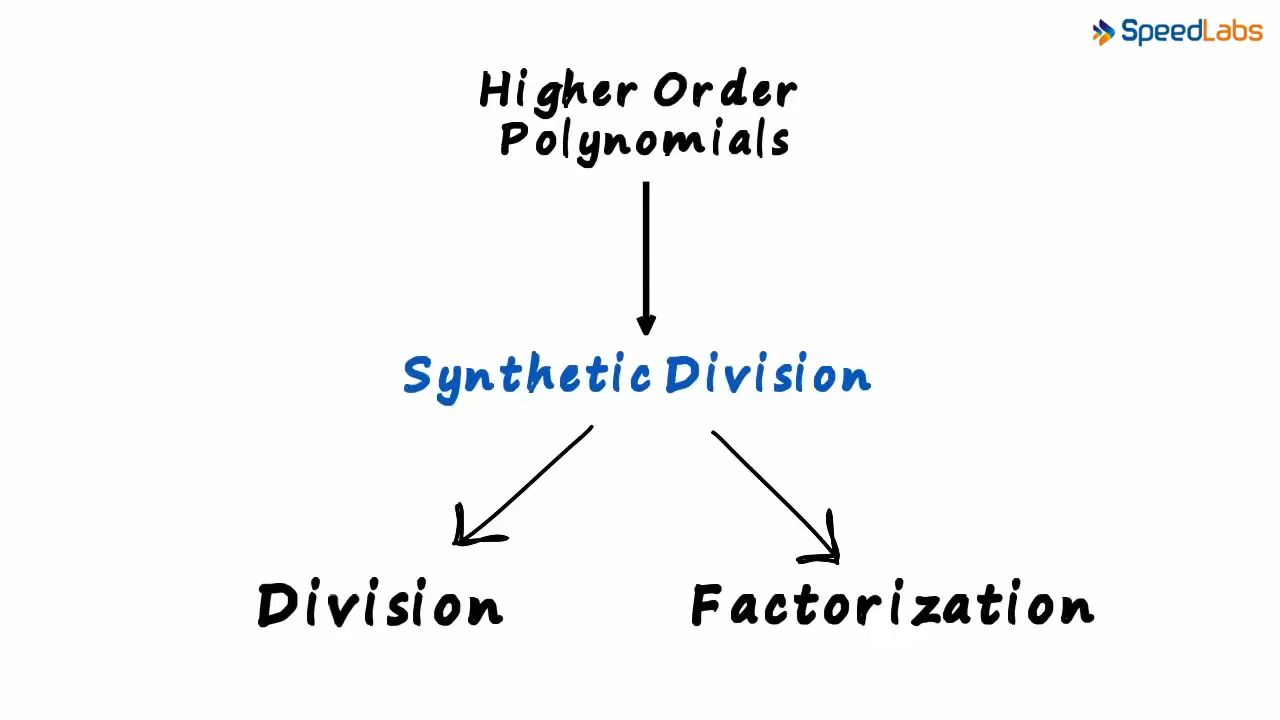 SpeedLabs
Higher Order
Polynomials
Synthetic Division
Division
Factorization